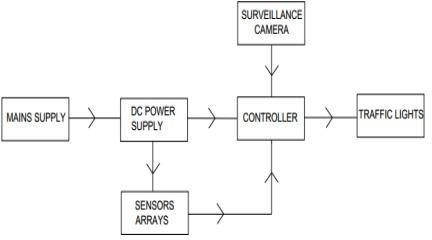 SURVEILLANCE
CAMERA
MAINS SUPPLY
DC POWER
SUPPLY
CONTROLLER
TRAFFIC LIGHTS
SENSORS
ARRAYS